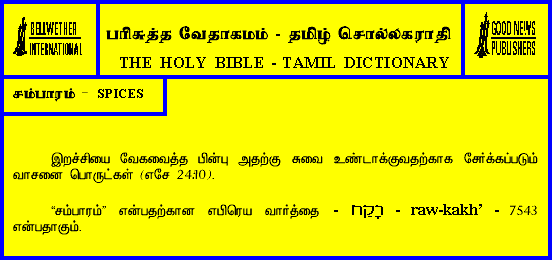 BELLWETHER
INTERNATIONAL
பரிசுத்த வேதாகமம் - தமிழ் சொல்லகராதி
THE HOLY BIBLE - TAMIL DICTIONARY
GOOD NEWS
PUBLISHERS
சம்பாரம் - SPICES
இறச்சியை வேகவைத்த பின்பு அதற்கு சுவை உண்டாக்குவதற்காக சேர்க்கப்படும்
வாசனை பொருட்கள் (எசே 24:10).
“சம்பாரம்” என்பதற்கான எபிரெய வார்த்தை - רָקַח - raw-kakh’ - 7543
என்பதாகும்.